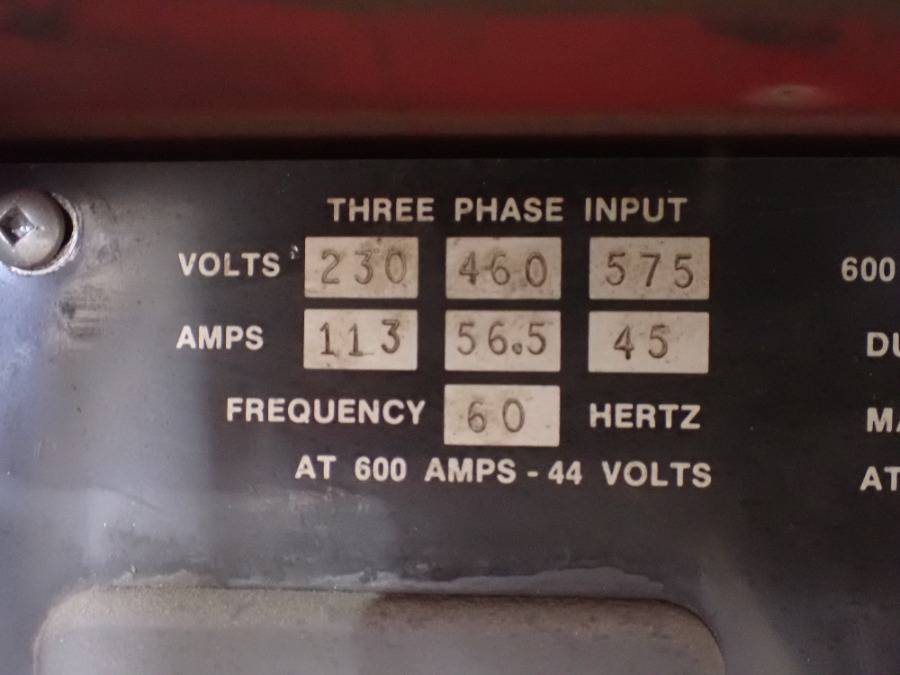 THREE PHASE INPUT
VOLTS 230 460 575
AMPS 113 56.5 45
FREQUENCY 60 HERTZ
AT 600 AMPS - 44 VOLTS
600
DU
MA
AT